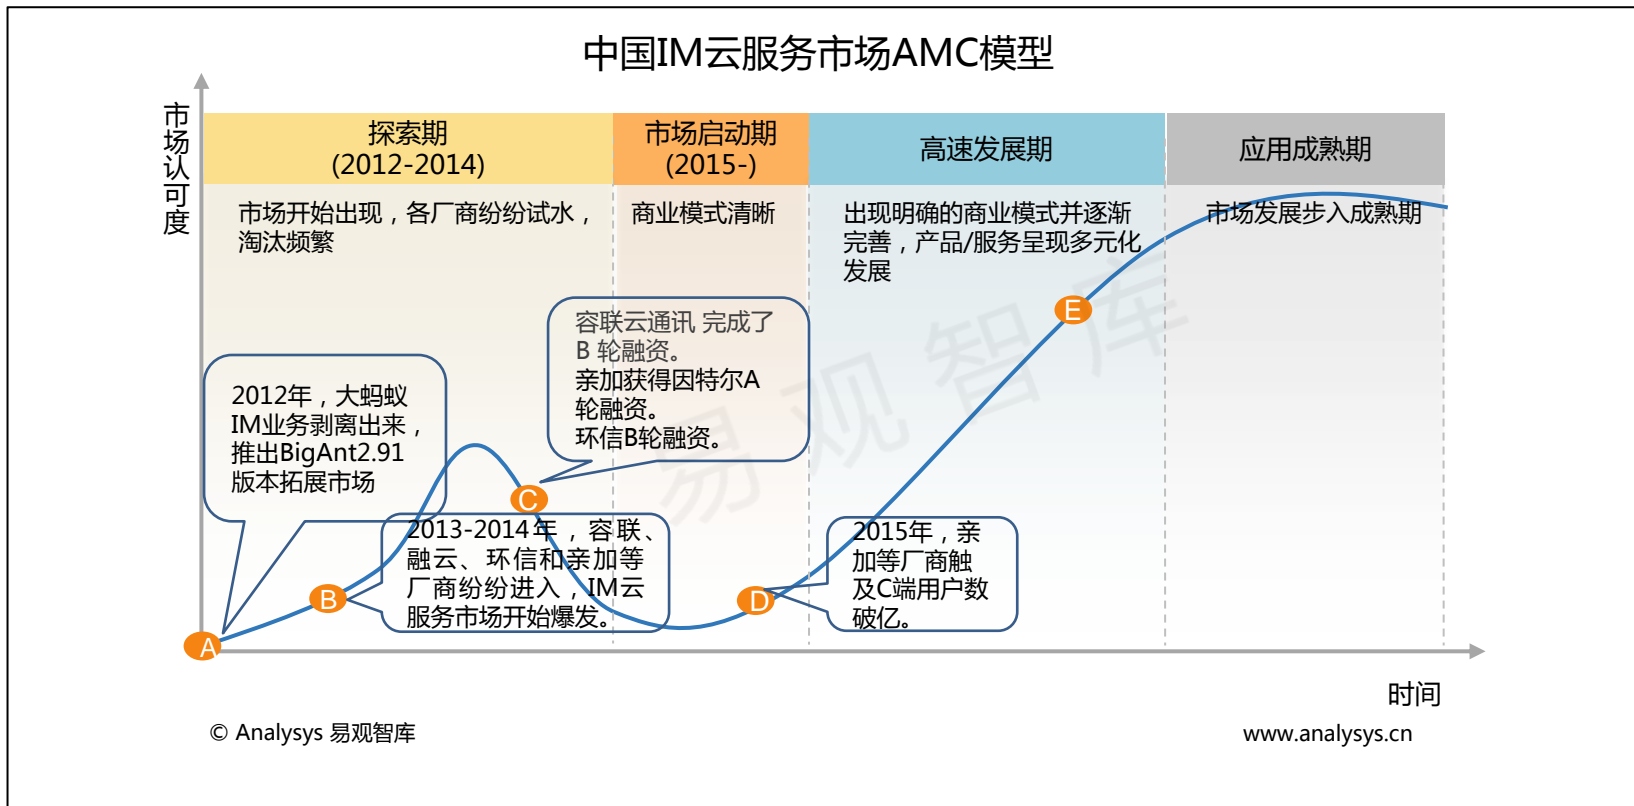 中国IM云服务市场AMC模型
市场认可度
探索期
(2012-2014)
市场启动期
(2015-)
高速发展期
应用成熟期
市场开始出现，各厂商纷纷试水，
淘汰频繁
商业模式清晰
出现明确的商业模式并逐渐
完善，产品/服务呈现多元化
发展
市场发展步入成熟期
容联云通讯 完成了
B 轮融资。
亲加获得因特尔A
轮融资。
环信B轮融资。
2012年，大蚂蚁
IM业务剥离出来，
推出BigAnt2.91
版本拓展市场
2013-2014年，容联、
融云、环信和亲加等
厂商纷纷进入，IM云
服务市场开始爆发。
2015年，亲
加等厂商触
及C端用户数
破亿。
A
B
C
D
E
易观智库
时间
© Analysys 易观智库
www.analysys.cn